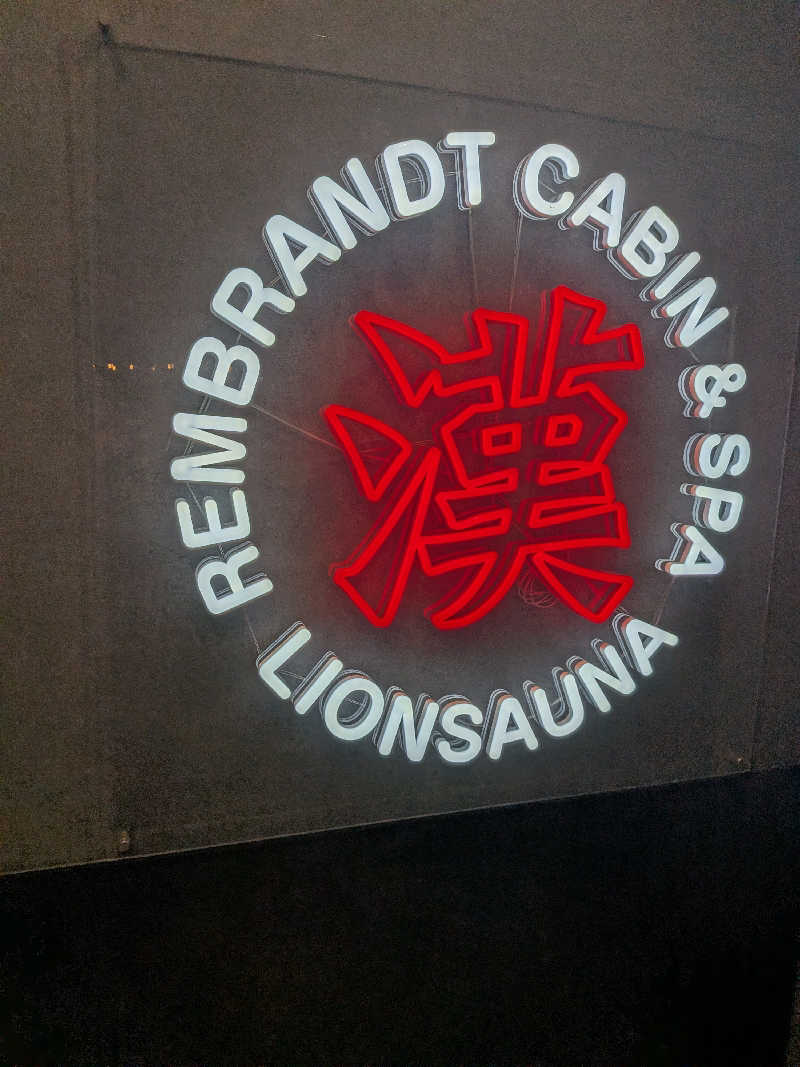 REMBRANDT CABIN & SPA
漢
LIONSAUNA